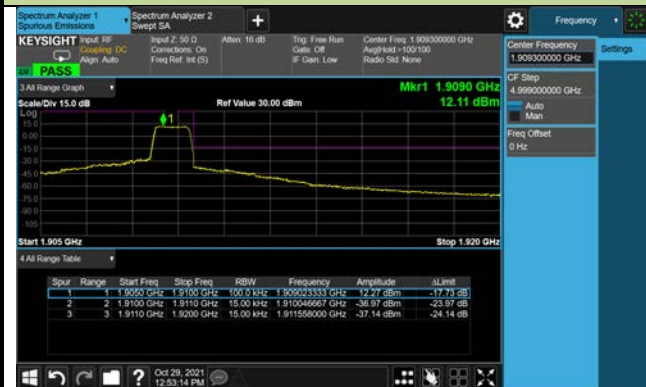 Spectrum Analyzer 1
Spurious Emissions
Spectrum Analyzer 2
Swept SA
Frequency
KEYSIGHT
Input: RF
Coupling: DC
Align: Auto
Input Z: 50 Ω
Corrections: On
Freq Ref: Int (S)
Atten: 16 dB
Trig: Free Run
Gate: Off
IF Gain: Low
Center Freq: 1.909300000 GHz
Avg|Hold:>100/100
Radio Std: None
PASS
Center Frequency
1.909300000 GHz
Settings
CF Step
4.999000000 GHz
Auto
Man
Freq Offset
0 Hz
3 All Range Graph
Mkr1 1.9090 GHz
12.11 dBm
Scale/Div 15.0 dB
Ref Value 30.00 dBm
Log
15.0
0.00
-15.0
-30.0
-45.0
-60.0
-75.0
-90.0
-105
1
Start 1.905 GHz
Stop 1.920 GHz
4 All Range Table
Spur Range Start Freq Stop Freq RBW Frequency Amplitude ΔLimit
1 1 1.9050 GHz 1.9100 GHz 100.0 kHz 1.909023333 GHz 12.27 dBm -17.73 dB
2 2 1.9100 GHz 1.9110 GHz 15.00 kHz 1.910046667 GHz -36.97 dBm -23.97 dB
3 3 1.9110 GHz 1.9200 GHz 15.00 kHz 1.911558000 GHz -37.14 dBm -24.14 dB
Oct 29, 2021
12:53:14 PM